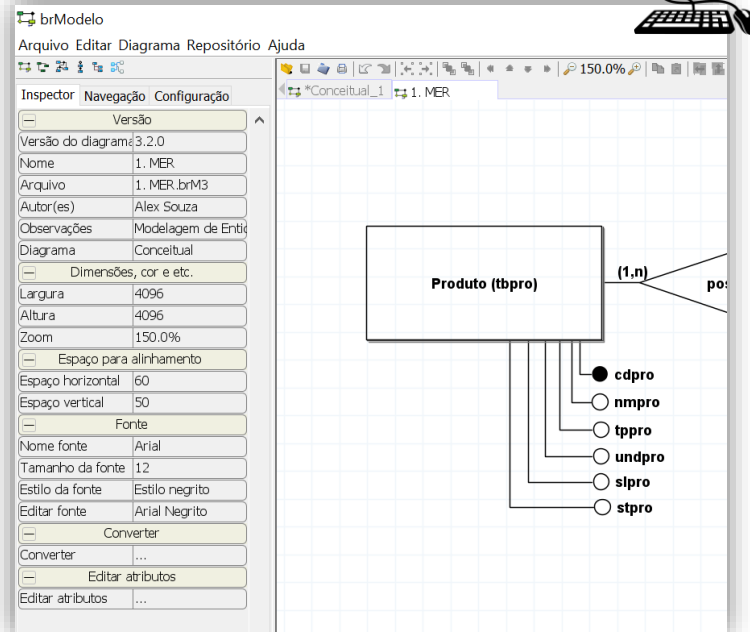 brModelo
Arquivo Editar Diagrama Repositório Ajuda
150.0%
Inspector Navegação Configuração
*Conceitual_1 1. MER
Versão
Versão do diagrama 3.2.0
Nome 1. MER
Arquivo 1. MER.brM3
Autor(es) Alex Souza
Observações Modelagem de Entid
Diagrama Conceitual
Dimensões, cor e etc.
Largura 4096
Altura 4096
Zoom 150.0%
Espaço para alinhamento
Espaço horizontal 60
Espaço vertical 50
Fonte
Nome fonte Arial
Tamanho da fonte 12
Estilo da fonte Estilo negrito
Editar fonte Arial Negrito
Converter
Converter ...
Editar atributos
Editar atributos ...
Produto (tbpro)
(1,n)
pos
cdpro
nmpro
tppro
undpro
slpro
stpro